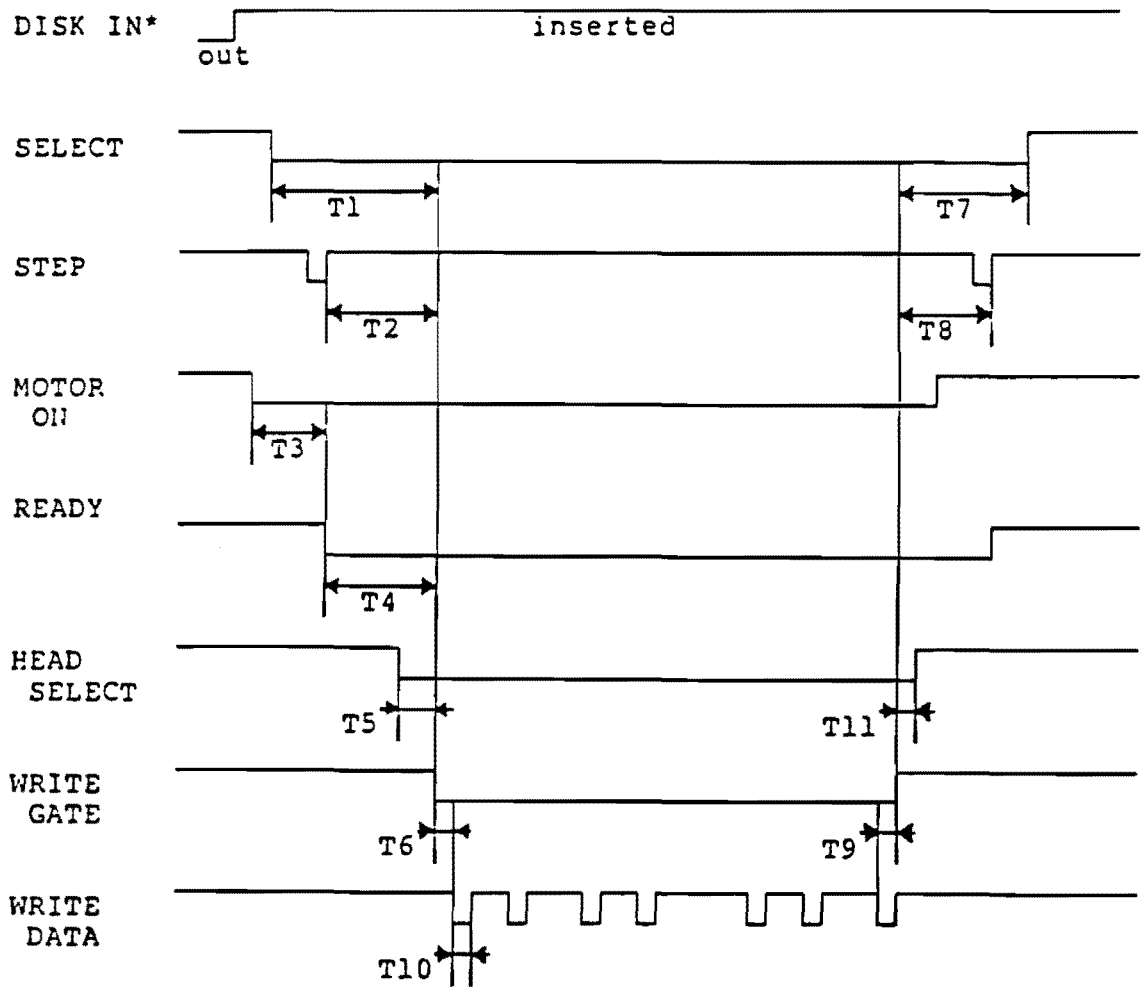 DISK IN*
inserted
out
SELECT
T1
T7
STEP
T2
T8
MOTOR
ON
T3
READY
T4
HEAD
SELECT
T5
T11
WRITE
GATE
T6
T9
WRITE
DATA
T10